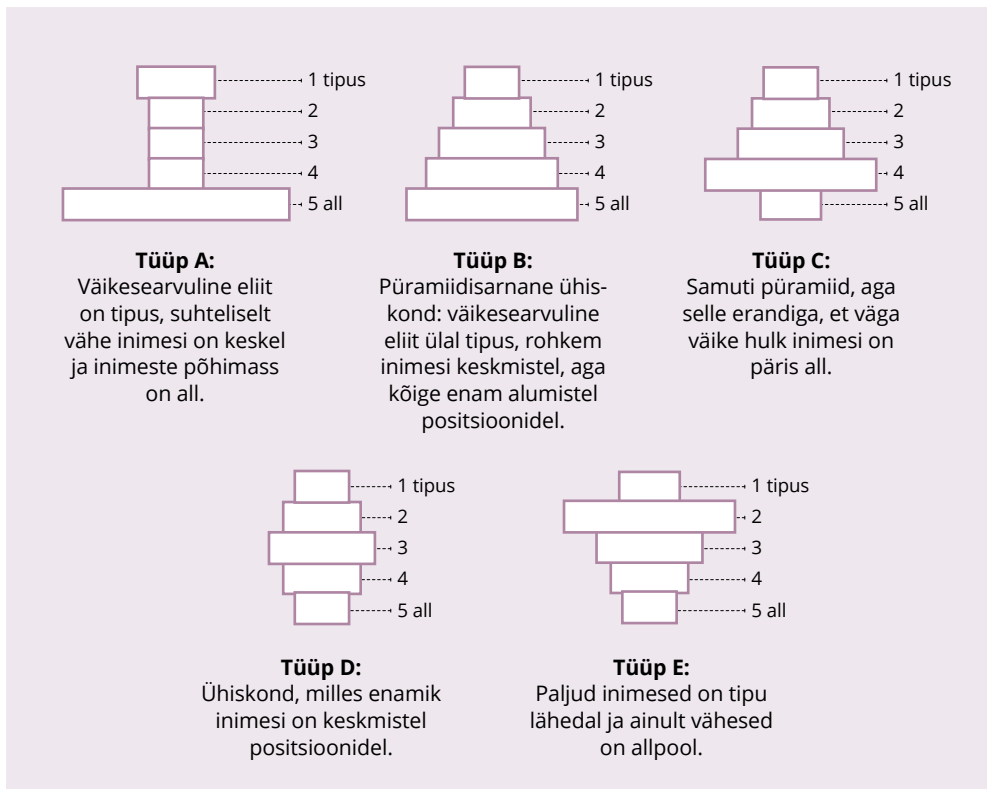 1 tipus
2
3
4
5 all
Tüüp A:
Väikesearvuline eliit
on tipus, suhteliselt
vähe inimesi on keskel
ja inimeste põhimass
on all.
1 tipus
2
3
4
5 all
Tüüp B:
Püramiidisarnane ühis-
kond: väikesearvuline
eliit ülal tipus, rohkem
inimesi keskmistel, aga
kõige enam alumistel
positsioonidel.
1 tipus
2
3
4
5 all
Tüüp C:
Samuti püramiid, aga
selle erandiga, et väga
väike hulk inimesi on
päris all.
1 tipus
2
3
4
5 all
Tüüp D:
Ühiskond, milles enamik
inimesi on keskmistel
positsioonidel.
1 tipus
2
3
4
5 all
Tüüp E:
Paljud inimesed on tipu
lähedal ja ainult vähesed
on allpool.